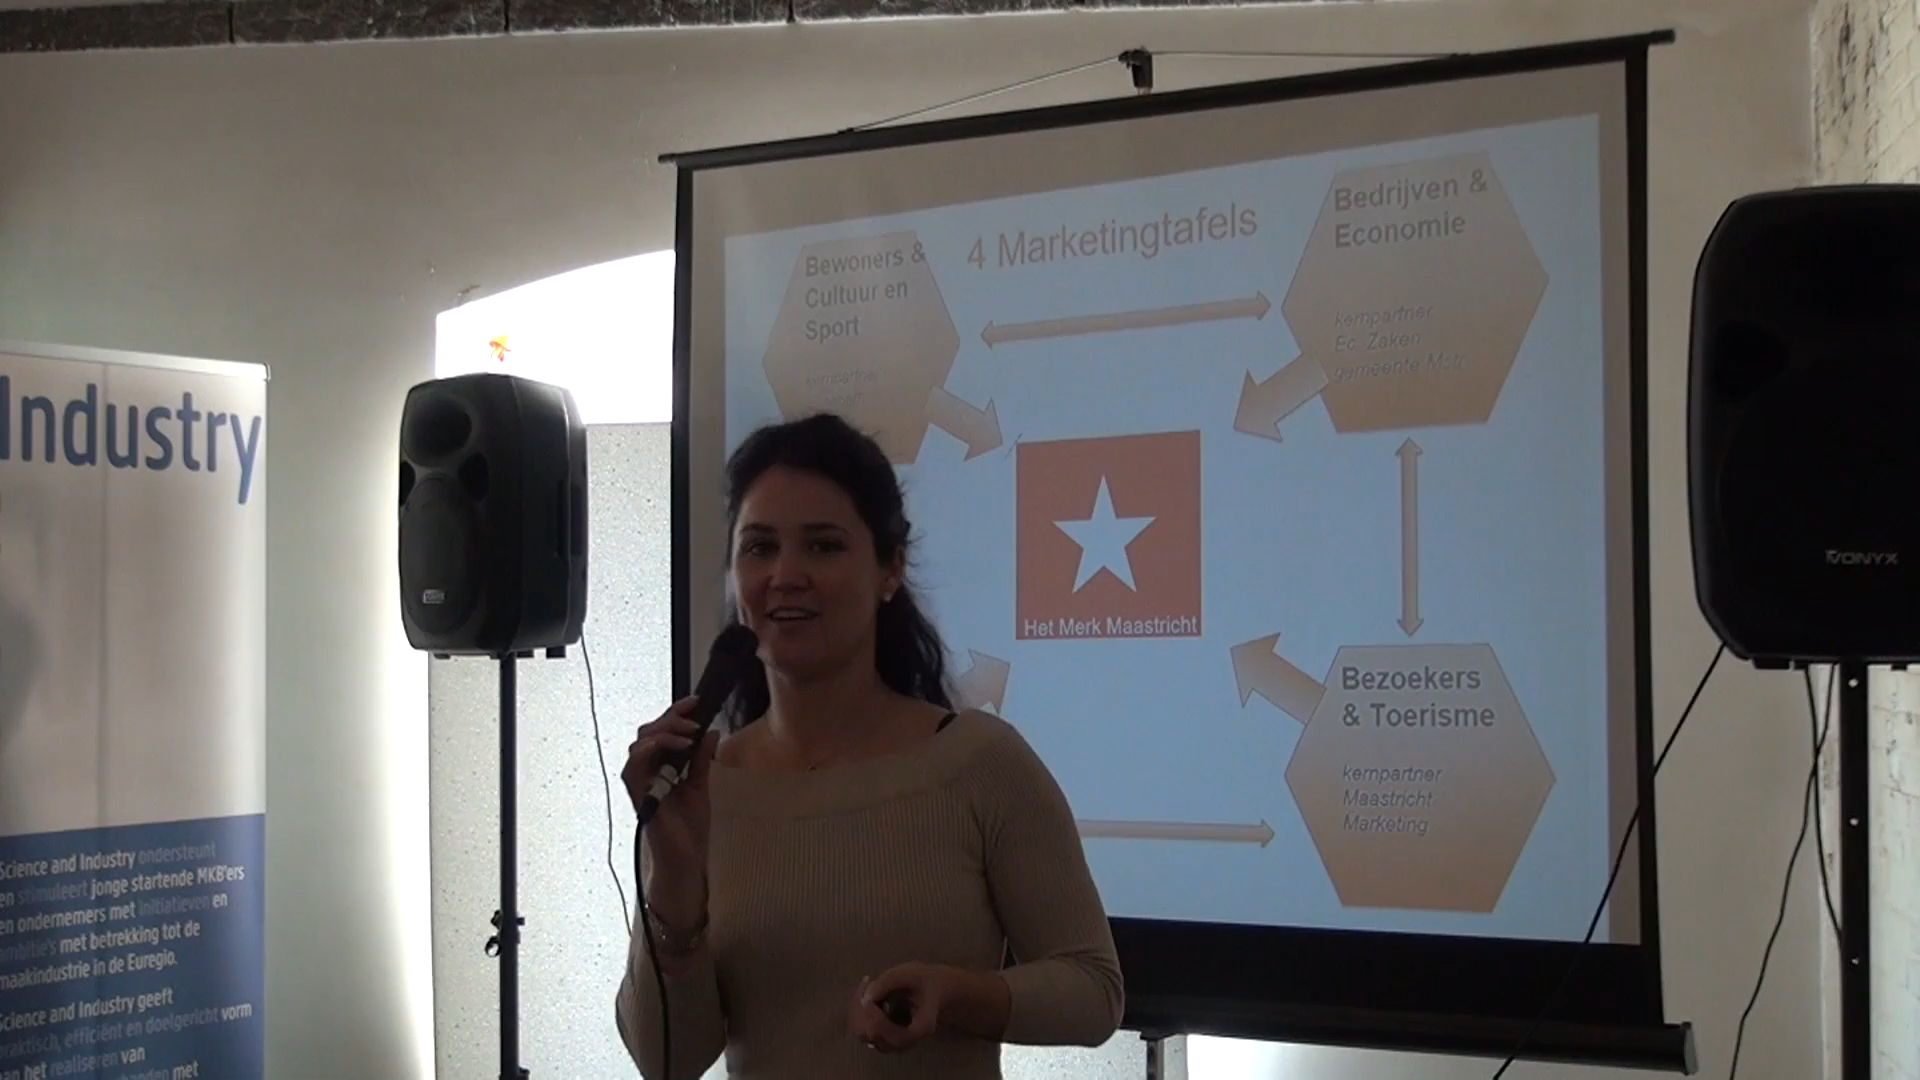 Industry
Science and Industry ondersteunt
en stimuleert jonge startende MKB'ers
en ondernemers met initiatieven en
ambitie's met betrekking tot de
maakindustrie in de Euregio.
Science and Industry geeft
praktisch, efficiënt en doelgericht vorm
aan het realiseren van
met
4 Marketingtafels
Bewoners &
Cultuur en
Sport
kernpartner
Bedrijven &
Economie
kernpartner
Ec. Zaken
gemeente Mstr
Het Merk Maastricht
Bezoekers
& Toerisme
kernpartner
Maastricht
Marketing
VONYX